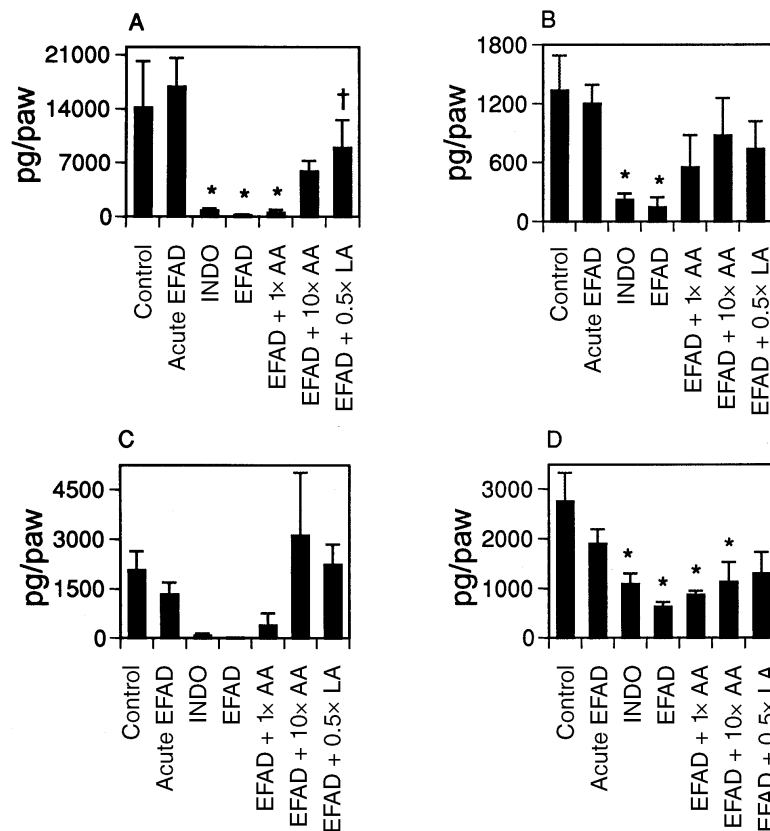 A
pg/paw
21000
14000
7000
0
†
* * *
Control
Acute EFAD
INDO
EFAD
EFAD + 1× AA
EFAD + 10× AA
EFAD + 0.5× LA
B
pg/paw
1800
1200
600
0
* *
Control
Acute EFAD
INDO
EFAD
EFAD + 1× AA
EFAD + 10× AA
EFAD + 0.5× LA
C
pg/paw
4500
3000
1500
0
Control
Acute EFAD
INDO
EFAD
EFAD + 1× AA
EFAD + 10× AA
EFAD + 0.5× LA
D
pg/paw
3000
2000
1000
0
* * * *
Control
Acute EFAD
INDO
EFAD
EFAD + 1× AA
EFAD + 10× AA
EFAD + 0.5× LA